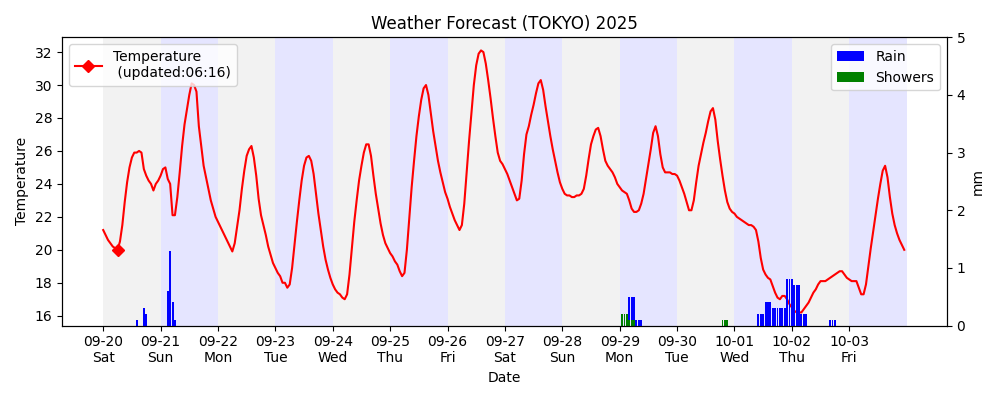 Weather Forecast (TOKYO) 2025
Temperature
(updated:06:16)
Rain
Showers
Temperature
32
30
28
26
24
22
20
18
16
5
4
3
2
1
0
mm
09-20 09-21 09-22 09-23 09-24 09-25 09-26 09-27 09-28 09-29 09-30 10-01 10-02 10-03
Sat Sun Mon Tue Wed Thu Fri Sat Sun Mon Tue Wed Thu Fri
Date